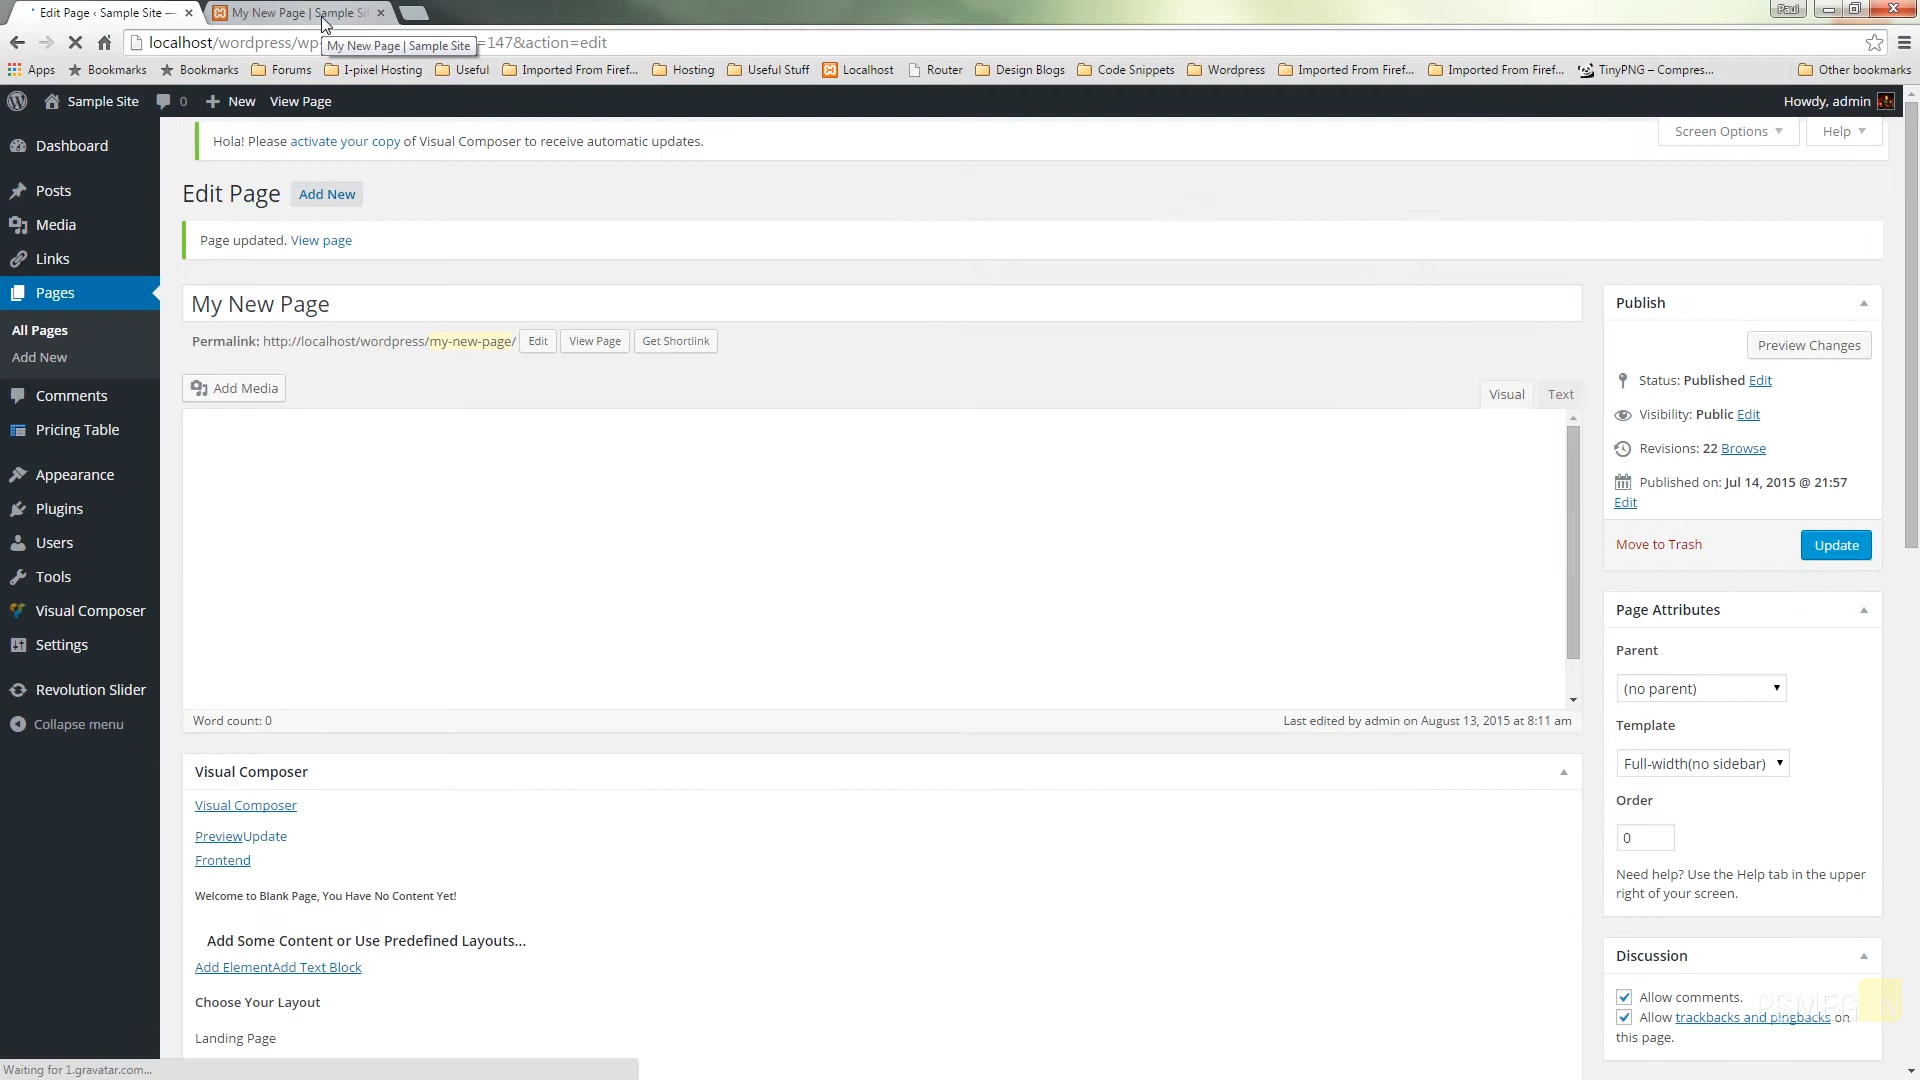 Edit Page ‹ Sample Site —
My New Page | Sample Si
Paul
localhost/wordpress/wp-
=147&action=edit
My New Page | Sample Site
Apps
Bookmarks
Bookmarks
Forums
I-pixel Hosting
Useful
Imported From Firef...
Hosting
Useful Stuff
Localhost
Router
Design Blogs
Code Snippets
Wordpress
Imported From Firef...
Imported From Firef...
TinyPNG – Compres...
Other bookmarks
Sample Site
0
New
View Page
Howdy, admin
Dashboard
Posts
Media
Links
Pages
All Pages
Add New
Comments
Pricing Table
Appearance
Plugins
Users
Tools
Visual Composer
Settings
Revolution Slider
Collapse menu
Hola! Please activate your copy of Visual Composer to receive automatic updates.
Screen Options
Help
Edit Page
Add New
Page updated. View page
My New Page
Permalink: http://localhost/wordpress/my-new-page/
Edit
View Page
Get Shortlink
Add Media
Visual
Text
Word count: 0
Last edited by admin on August 13, 2015 at 8:11 am
Visual Composer
Visual Composer
PreviewUpdate
Frontend
Welcome to Blank Page, You Have No Content Yet!
Add Some Content or Use Predefined Layouts...
Add ElementAdd Text Block
Choose Your Layout
Landing Page
Publish
Preview Changes
Status: Published Edit
Visibility: Public Edit
Revisions: 22 Browse
Published on: Jul 14, 2015 @ 21:57
Edit
Move to Trash
Update
Page Attributes
Parent
(no parent)
Template
Full-width(no sidebar)
Order
0
Need help? Use the Help tab in the upper
right of your screen.
Discussion
Allow comments.
Allow trackbacks and pingbacks on
this page.
Waiting for 1.gravatar.com...